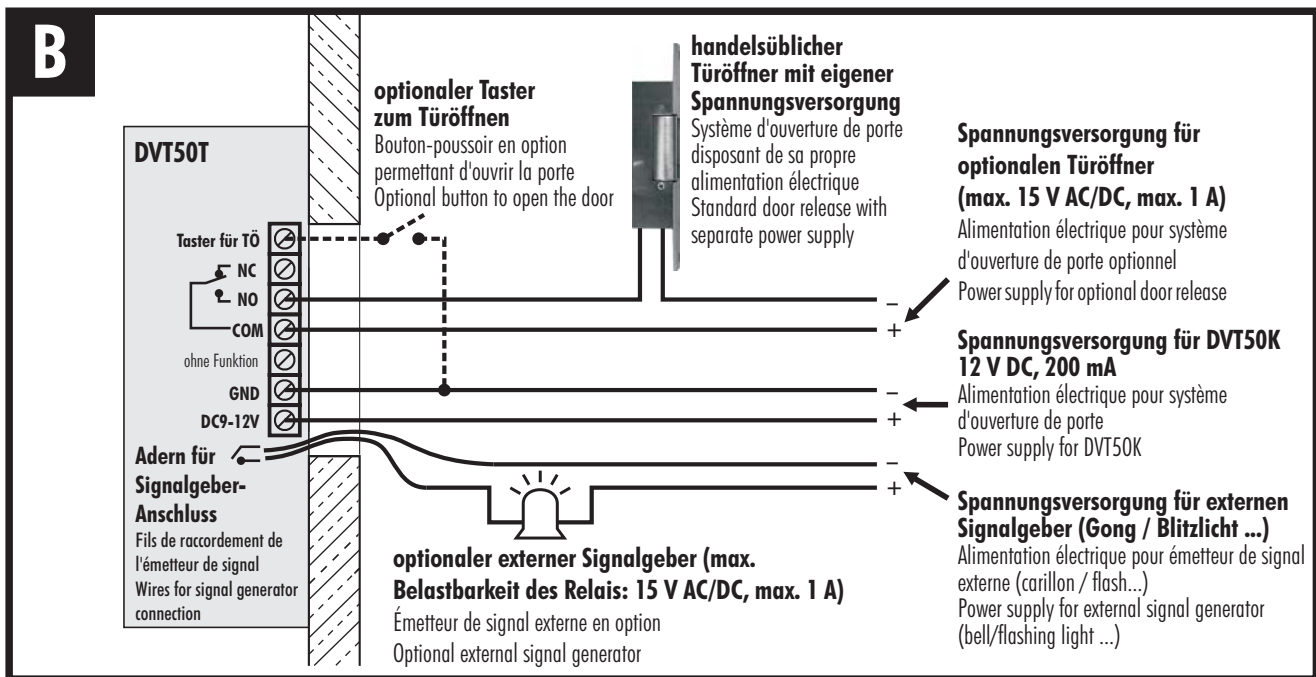 B
DVT50T
Taster für TÖ
NC
NO
COM
ohne Funktion
GND
DC9-12V
Adern für
Signalgeber-
Anschluss
Fils de raccordement de
l'émetteur de signal
Wires for signal generator
connection
optionaler Taster
zum Türöffnen
Bouton-poussoir en option
permettant d'ouvrir la porte
Optional button to open the door
handelsüblicher
Türöffner mit eigener
Spannungsversorgung
Système d'ouverture de porte
disposant de sa propre
alimentation électrique
Standard door release with
separate power supply
Spannungsversorgung für
optionalen Türöffner
(max. 15 V AC/DC, max. 1 A)
Alimentation électrique pour système
d'ouverture de porte optionnel
Power supply for optional door release
–
+
Spannungsversorgung für DVT50K
12 V DC, 200 mA
Alimentation électrique pour système
d'ouverture de porte
Power supply for DVT50K
–
+
–
+
Spannungsversorgung für externen
Signalgeber (Gong / Blitzlicht ...)
Alimentation électrique pour émetteur de signal
externe (carillon / flash...)
Power supply for external signal generator
(bell/flashing light ...)
optionaler externer Signalgeber (max.
Belastbarkeit des Relais: 15 V AC/DC, max. 1 A)
Émetteur de signal externe en option
Optional external signal generator